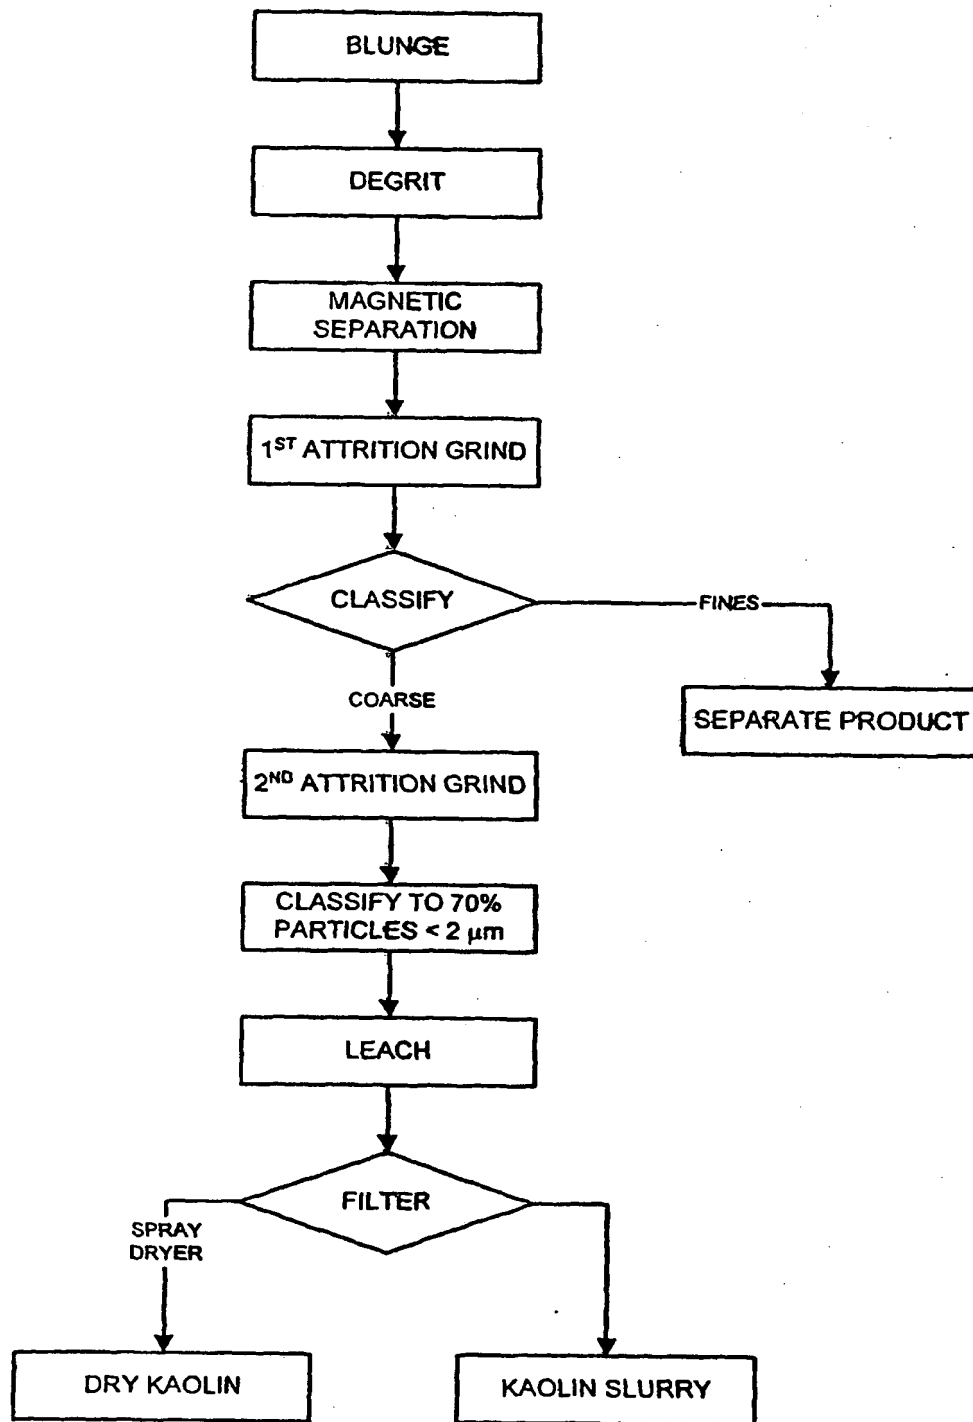 BLUNGE
DEGRIT
MAGNETIC
SEPARATION
1ST ATTRITION GRIND
CLASSIFY
FINES
COARSE
SEPARATE PRODUCT
2ND ATTRITION GRIND
CLASSIFY TO 70%
PARTICLES < 2 μm
LEACH
FILTER
SPRAY
DRYER
DRY KAOLIN
KAOLIN SLURRY